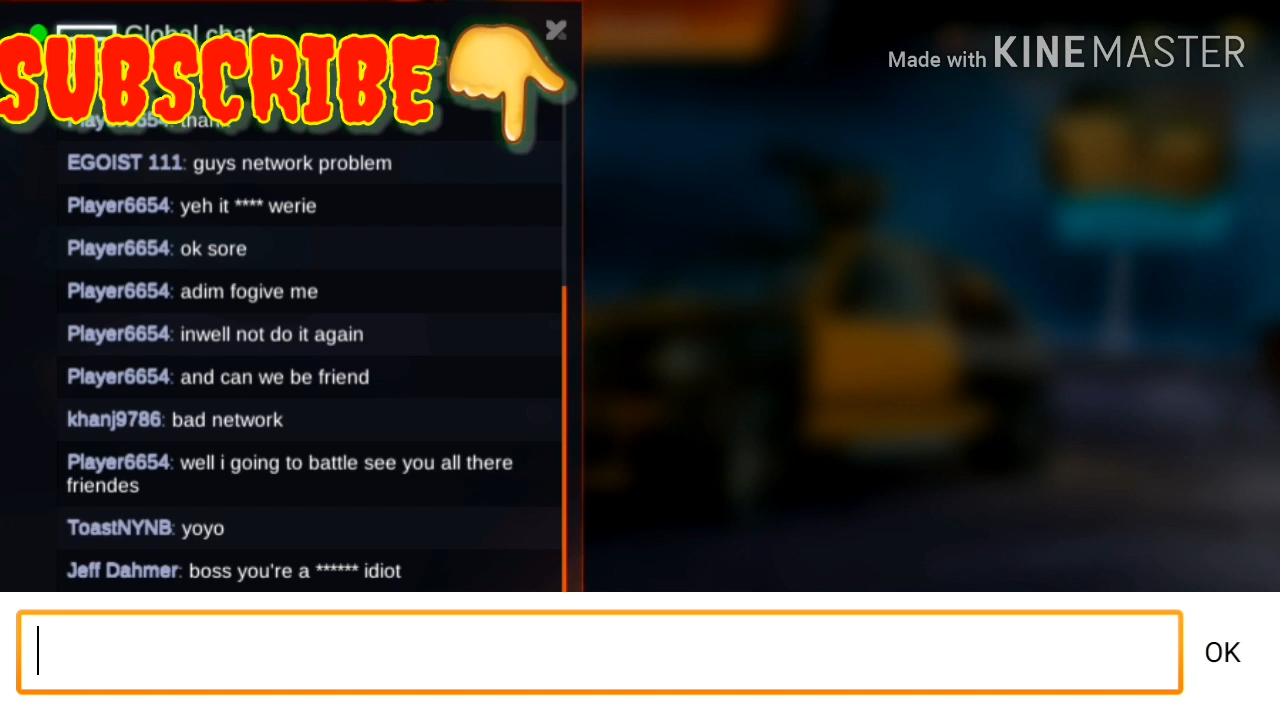 Global chat
SUBSCRIBE
Made with KINEMASTER
Player6654: than
EGOIST 111: guys network problem
Player6654: yeh it **** werie
Player6654: ok sore
Player6654: adim fogive me
Player6654: inwell not do it again
Player6654: and can we be friend
khanj9786: bad network
Player6654: well i going to battle see you all there
friendes
ToastNYNB: yoyo
Jeff Dahmer: boss you're a ****** idiot
OK